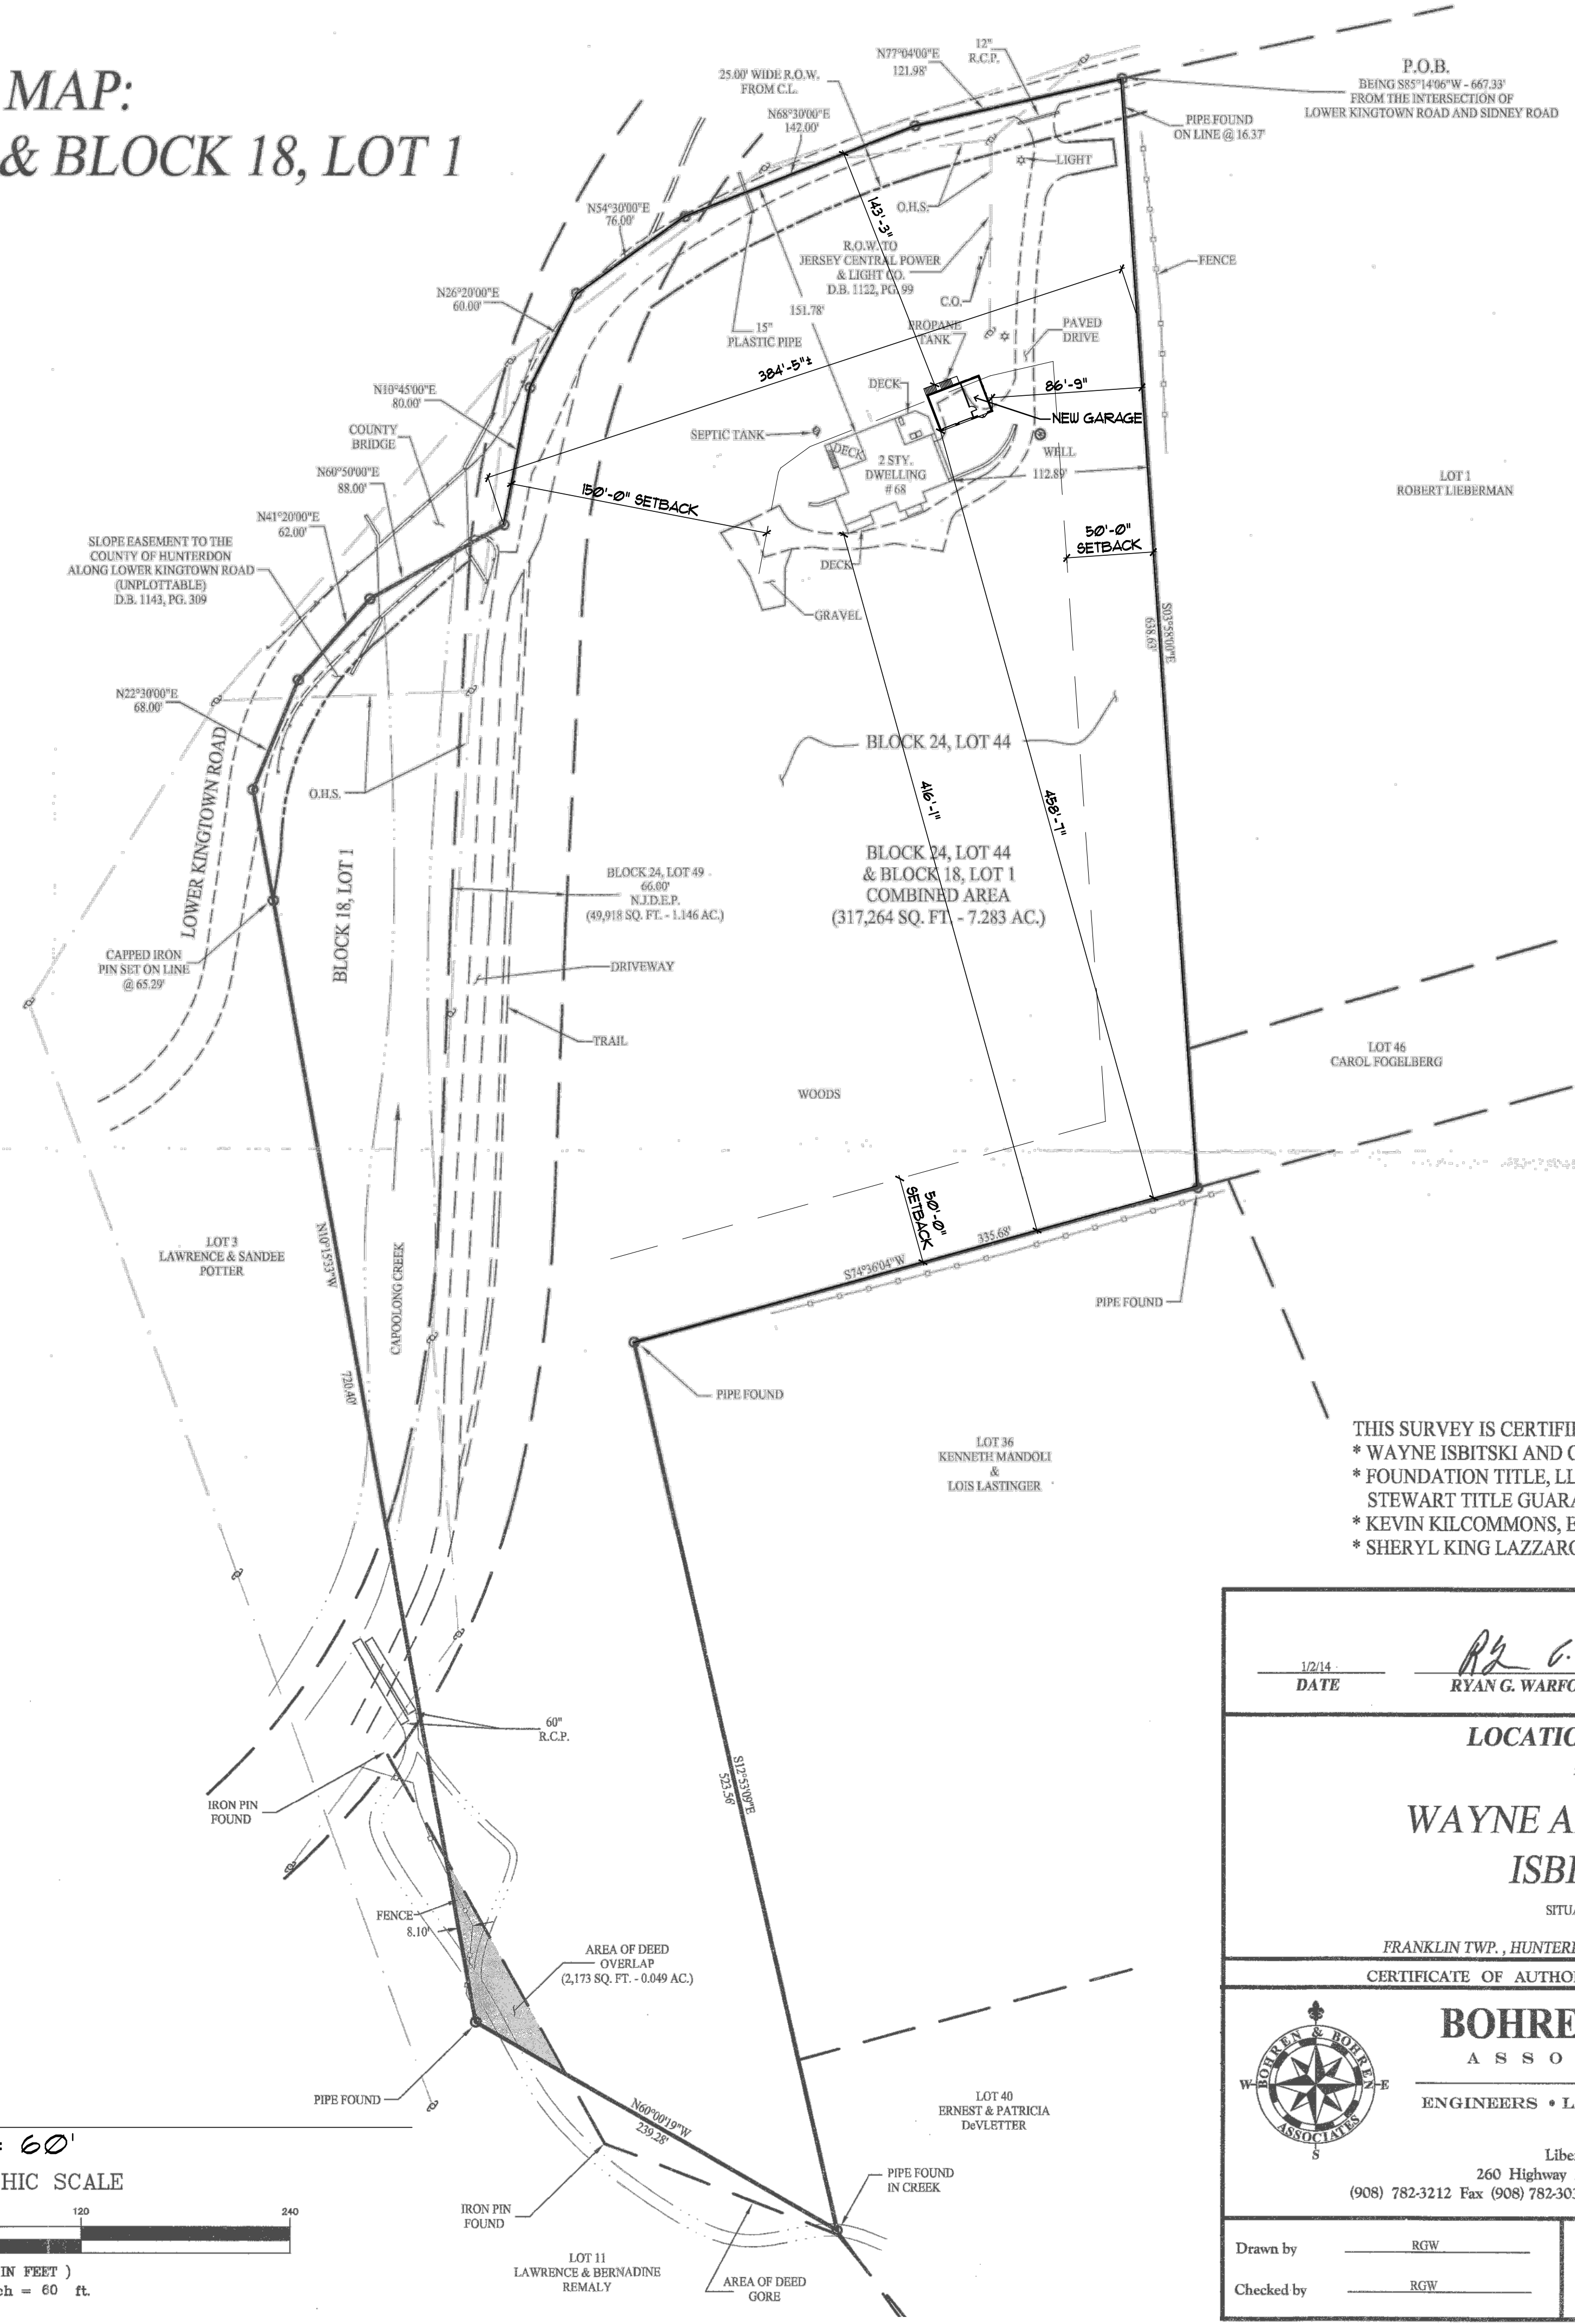 MAP:
& BLOCK 18, LOT 1
N77°04'00"E
121.98'
12"
R.C.P.
25.00' WIDE R.O.W.
FROM C.L.
N68°30'00"E
142.00'
P.O.B.
BEING S85°14'06"W - 667.33'
FROM THE INTERSECTION OF
LOWER KINGTOWN ROAD AND SIDNEY ROAD
PIPE FOUND
ON LINE @ 16.37'
LIGHT
N54°30'00"E
76.00'
O.H.S.
143'-3"
R.O.W. TO
JERSEY CENTRAL POWER
& LIGHT CO.
D.B. 1122, PG. 99
FENCE
N26°20'00"E
60.00'
C.O.
151.78'
15"
PLASTIC PIPE
PROPANE
TANK
PAVED
DRIVE
384'-5"±
N10°45'00"E
80.00'
DECK
86'-9"
NEW GARAGE
COUNTY
BRIDGE
SEPTIC TANK
DECK
2 STY.
DWELLING
# 68
WELL
112.89'
N60°50'00"E
88.00'
150'-0" SETBACK
LOT 1
ROBERT LIEBERMAN
N41°20'00"E
62.00'
50'-0"
SETBACK
SLOPE EASEMENT TO THE
COUNTY OF HUNTERDON
ALONG LOWER KINGTOWN ROAD
(UNPLOTTABLE)
D.B. 1143, PG. 309
DECK
GRAVEL
S03°58'00"E
638.63'
N22°30'00"E
68.00'
LOWER KINGTOWN ROAD
O.H.S.
BLOCK 24, LOT 44
416'-1"
458'-7"
BLOCK 24, LOT 44
& BLOCK 18, LOT 1
COMBINED AREA
(317,264 SQ. FT. - 7.283 AC.)
BLOCK 18, LOT 1
BLOCK 24, LOT 49
66.00'
N.J.D.E.P.
(49,918 SQ. FT. - 1.146 AC.)
CAPPED IRON
PIN SET ON LINE
@ 65.29'
DRIVEWAY
TRAIL
LOT 46
CAROL FOGELBERG
WOODS
50'-0"
SETBACK
335.68'
S74°36'04"W
LOT 3
LAWRENCE & SANDEE
POTTER
N10°15'33"W
720.40'
CAPOOLONG CREEK
PIPE FOUND
PIPE FOUND
LOT 36
KENNETH MANDOLI
&
LOIS LASTINGER
THIS SURVEY IS CERTIFI
* WAYNE ISBITSKI AND
* FOUNDATION TITLE, LL
STEWART TITLE GUARA
* KEVIN KILCOMMONS, E
* SHERYL KING LAZZARO
1/2/14
DATE
RYAN G. WARFO
60"
R.C.P.
LOCATIO
S12°53'09"E
523.56'
IRON PIN
FOUND
WAYNE A
ISBI
SITUA
FRANKLIN TWP. , HUNTER
CERTIFICATE OF AUTHO
FENCE
8.10'
AREA OF DEED
OVERLAP
(2,173 SQ. FT. - 0.049 AC.)
BOHREN & BOHREN
ASSOCIATES
W
E
S
BOHRE
A S S O
ENGINEERS • L
Libe
260 Highway
(908) 782-3212 Fax (908) 782-303
PIPE FOUND
N60°00'19"W
239.28'
LOT 40
ERNEST & PATRICIA
DeVLETTER
60'
HIC SCALE
120
240
IN FEET )
ch = 60 ft.
IRON PIN
FOUND
PIPE FOUND
IN CREEK
LOT 11
LAWRENCE & BERNADINE
REMALY
AREA OF DEED
GORE
Drawn by RGW
Checked by RGW